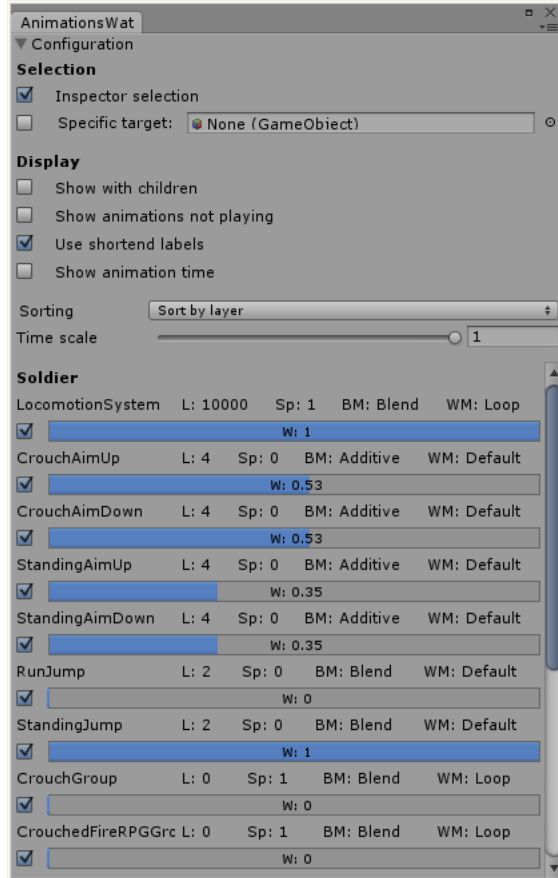 AnimationsWat
Configuration
Selection
Inspector selection
Specific target: None (GameObject)
Display
Show with children
Show animations not playing
Use shortend labels
Show animation time
Sorting Sort by layer
Time scale 1
Soldier
LocomotionSystem L: 10000 Sp: 1 BM: Blend WM: Loop
W: 1
CrouchAimUp L: 4 Sp: 0 BM: Additive WM: Default
W: 0.53
CrouchAimDown L: 4 Sp: 0 BM: Additive WM: Default
W: 0.53
StandingAimUp L: 4 Sp: 0 BM: Additive WM: Default
W: 0.35
StandingAimDown L: 4 Sp: 0 BM: Additive WM: Default
W: 0.35
RunJump L: 2 Sp: 0 BM: Blend WM: Default
W: 0
StandingJump L: 2 Sp: 0 BM: Blend WM: Default
W: 1
CrouchGroup L: 0 Sp: 1 BM: Blend WM: Loop
W: 0
CrouchedFireRPGGrc L: 0 Sp: 1 BM: Blend WM: Loop
W: 0